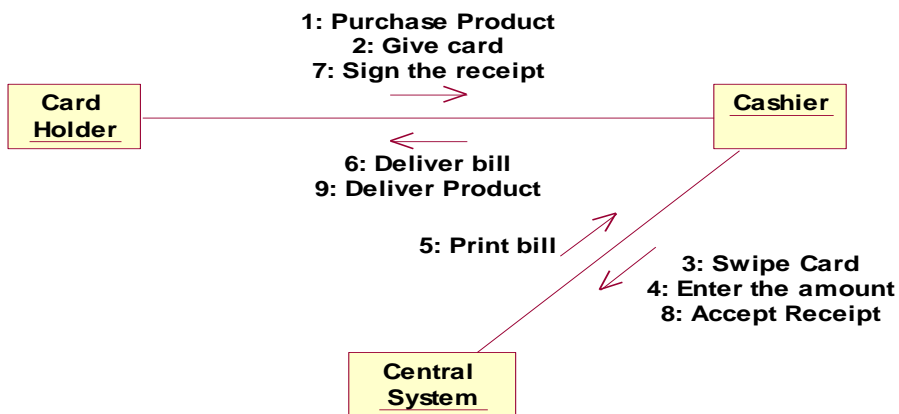 1: Purchase Product
2: Give card
7: Sign the receipt
Card
Holder
Cashier
6: Deliver bill
9: Deliver Product
5: Print bill
3: Swipe Card
4: Enter the amount
8: Accept Receipt
Central
System